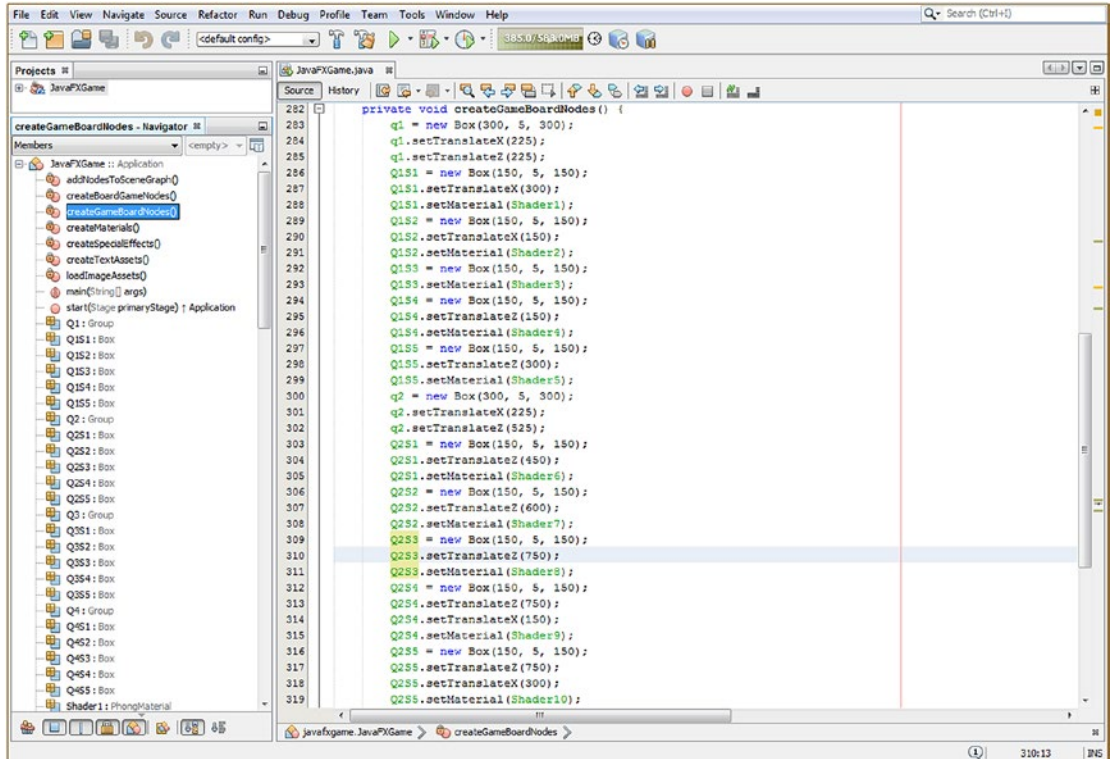 File Edit View Navigate Source Refactor Run Debug Profile Team Tools Window Help
Search (Ctrl+I)
<default config>
Projects
JavaFXGame
createGameBoardNodes - Navigator
Members
<empty>
JavaFXGame :: Application
addNodesToSceneGraph()
createBoardGameNodes()
createGameBoardNodes()
createMaterials()
createSpecialEffects()
createTextAssets()
loadImageAssets()
main(String[] args)
start(Stage primaryStage) ↑ Application
Q1 : Group
Q1S1 : Box
Q1S2 : Box
Q1S3 : Box
Q1S4 : Box
Q1S5 : Box
Q2 : Group
Q2S1 : Box
Q2S2 : Box
Q2S3 : Box
Q2S4 : Box
Q2S5 : Box
Q3 : Group
Q3S1 : Box
Q3S2 : Box
Q3S3 : Box
Q3S4 : Box
Q3S5 : Box
Q4 : Group
Q4S1 : Box
Q4S2 : Box
Q4S3 : Box
Q4S4 : Box
Q4S5 : Box
Shader1 : PhongMaterial
JavaFXGame.java
Source History
282 private void createGameBoardNodes() {
283 q1 = new Box(300, 5, 300);
284 q1.setTranslateX(225);
285 q1.setTranslateZ(225);
286 Q1S1 = new Box(150, 5, 150);
287 Q1S1.setTranslateX(300);
288 Q1S1.setMaterial(Shader1);
289 Q1S2 = new Box(150, 5, 150);
290 Q1S2.setTranslateX(150);
291 Q1S2.setMaterial(Shader2);
292 Q1S3 = new Box(150, 5, 150);
293 Q1S3.setMaterial(Shader3);
294 Q1S4 = new Box(150, 5, 150);
295 Q1S4.setTranslateZ(150);
296 Q1S4.setMaterial(Shader4);
297 Q1S5 = new Box(150, 5, 150);
298 Q1S5.setTranslateZ(300);
299 Q1S5.setMaterial(Shader5);
300 q2 = new Box(300, 5, 300);
301 q2.setTranslateX(225);
302 q2.setTranslateZ(525);
303 Q2S1 = new Box(150, 5, 150);
304 Q2S1.setTranslateZ(450);
305 Q2S1.setMaterial(Shader6);
306 Q2S2 = new Box(150, 5, 150);
307 Q2S2.setTranslateZ(600);
308 Q2S2.setMaterial(Shader7);
309 Q2S3 = new Box(150, 5, 150);
310 Q2S3.setTranslateZ(750);
311 Q2S3.setMaterial(Shader8);
312 Q2S4 = new Box(150, 5, 150);
313 Q2S4.setTranslateZ(750);
314 Q2S4.setTranslateX(150);
315 Q2S4.setMaterial(Shader9);
316 Q2S5 = new Box(150, 5, 150);
317 Q2S5.setTranslateZ(750);
318 Q2S5.setTranslateX(300);
319 Q2S5.setMaterial(Shader10);
javafxgame.JavaFXGame
createGameBoardNodes
1
310:13
INS